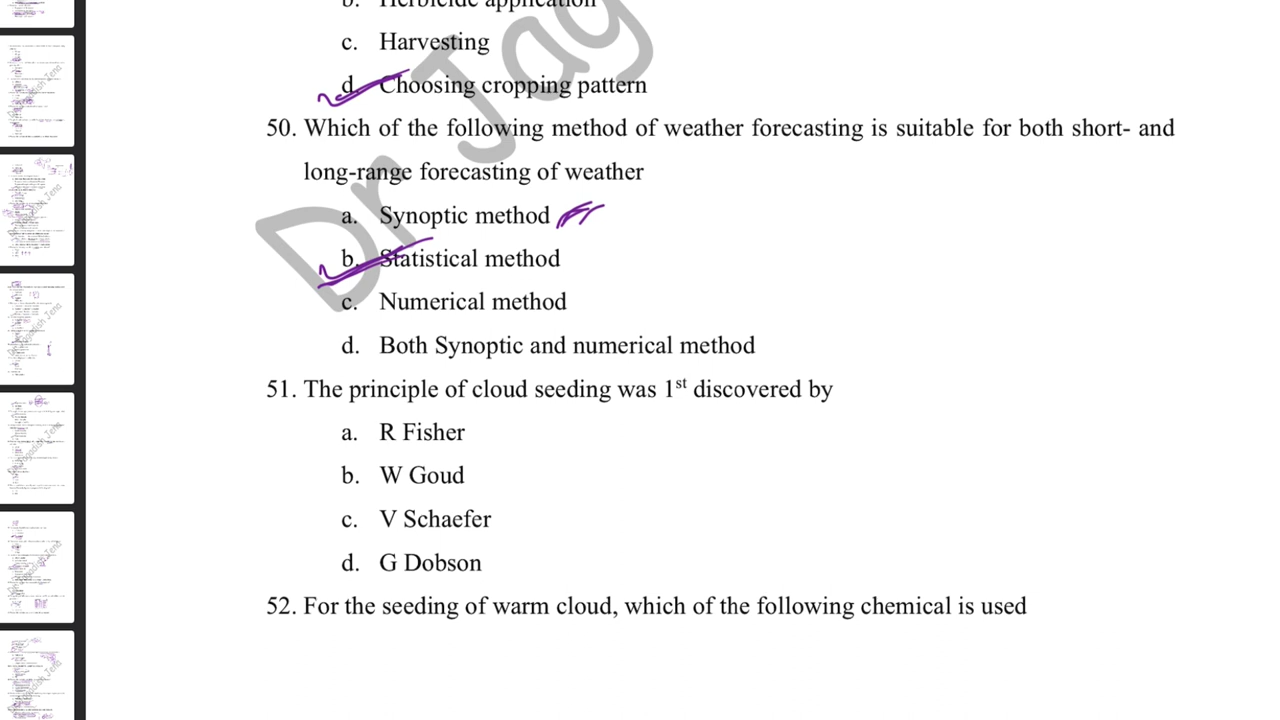 b. Herbicide application
c. Harvesting
d. Choosing cropping pattern
50. Which of the following method of weather forecasting is suitable for both short- and
long-range forecasting of weather
a. Synoptic method
b. Statistical method
c. Numerical method
d. Both Synoptic and numerical method
51. The principle of cloud seeding was 1st discovered by
a. R Fisher
b. W Goud
c. V Schaefer
d. G Dobson
52. For the seeding of warm cloud, which of the following chemical is used
Dr Jag